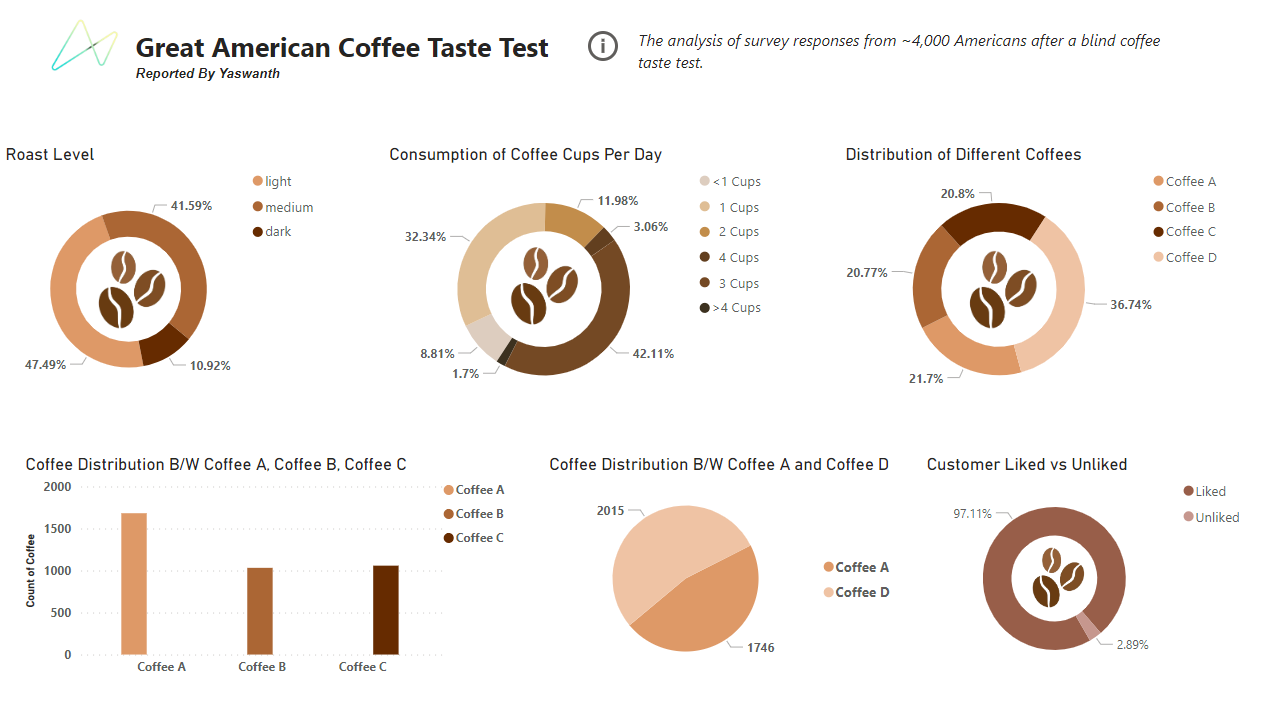 Great American Coffee Taste Test
Reported By Yaswanth
The analysis of survey responses from ~4,000 Americans after a blind coffee
taste test.
Roast Level
light
medium
dark
41.59%
47.49%
10.92%
Consumption of Coffee Cups Per Day
<1 Cups
1 Cups
2 Cups
4 Cups
3 Cups
>4 Cups
11.98%
3.06%
32.34%
8.81%
1.7%
42.11%
Distribution of Different Coffees
Coffee A
Coffee B
Coffee C
Coffee D
20.8%
20.77%
36.74%
21.7%
Coffee Distribution B/W Coffee A, Coffee B, Coffee C
Count of Coffee
2000
1500
1000
500
0
Coffee A
Coffee B
Coffee C
Coffee A
Coffee B
Coffee C
Coffee Distribution B/W Coffee A and Coffee D
2015
1746
Coffee A
Coffee D
Customer Liked vs Unliked
Liked
Unliked
97.11%
2.89%